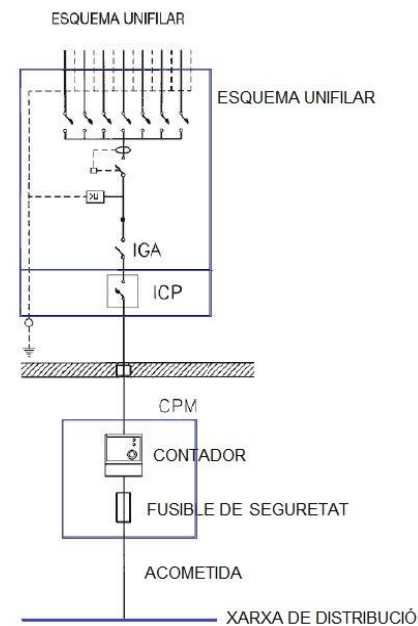 ESQUEMA UNIFILAR
ESQUEMA UNIFILAR
IGA
ICP
CPM
CONTADOR
FUSIBLE DE SEGURETAT
ACOMETIDA
XARXA DE DISTRIBUCIÓ